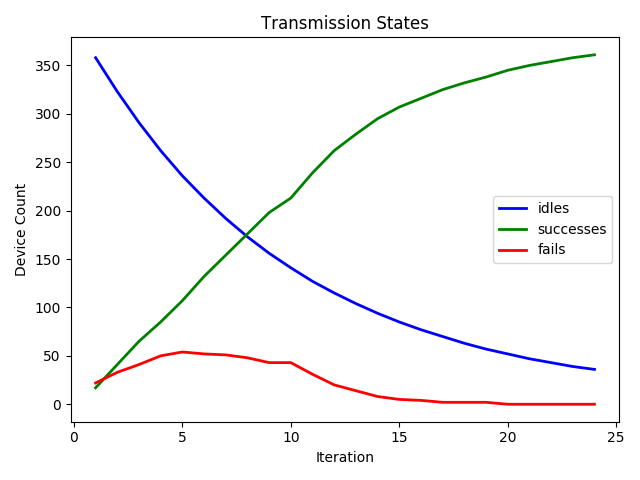 Transmission States
Device Count
350
300
250
200
150
100
50
0
idles
successes
fails
0 5 10 15 20 25
Iteration